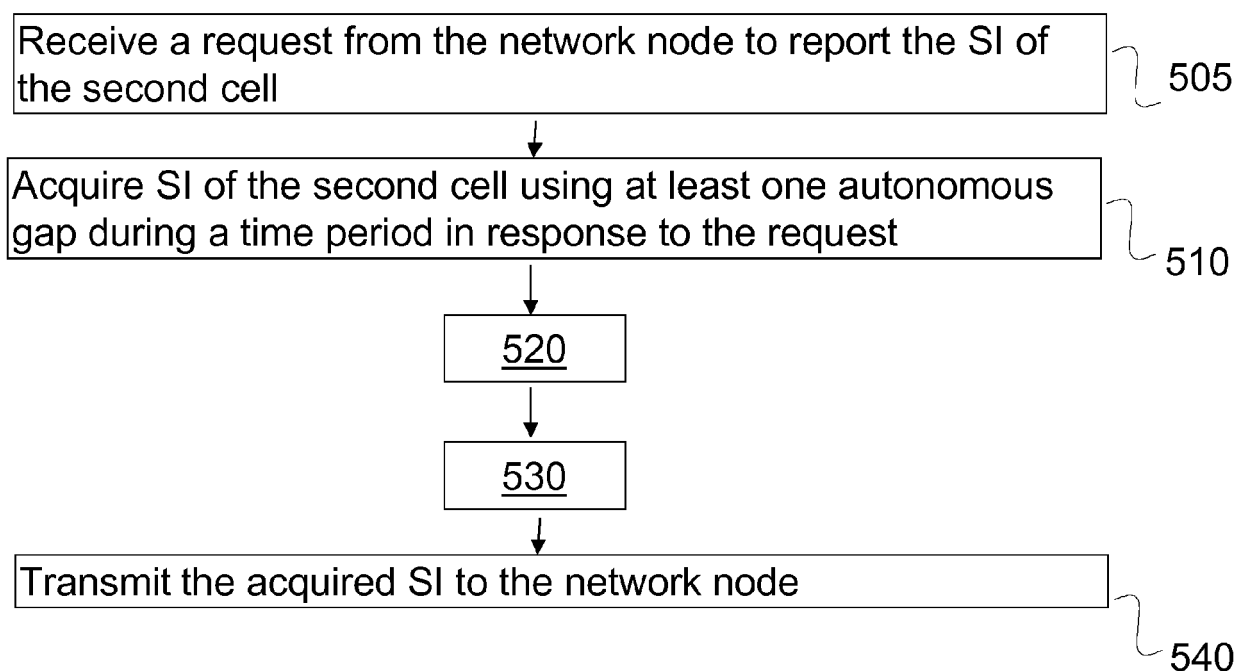 Receive a request from the network node to report the SI of
the second cell
505
Acquire SI of the second cell using at least one autonomous
gap during a time period in response to the request
510
520
530
Transmit the acquired SI to the network node
540